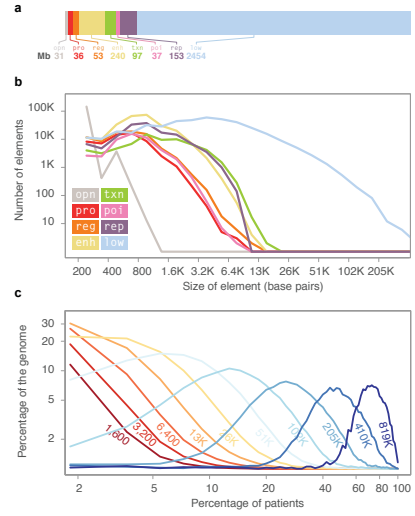 a
opn pro reg enh txn poi rep low
Mb 31 36 53 240 97 37 153 2454
b
Number of elements
100K
10K
1K
100
10
opn txn
pro poi
reg rep
enh low
200 400 800 1.6K 3.2K 6.4K 13K 26K 51K 102K 205K
Size of element (base pairs)
c
Percentage of the genome
30
20
10
5
2
1,600 3,200 6,400 13K 26K 51K 102K 205K 410K 819K
2 5 10 20 40 60 80 100
Percentage of patients